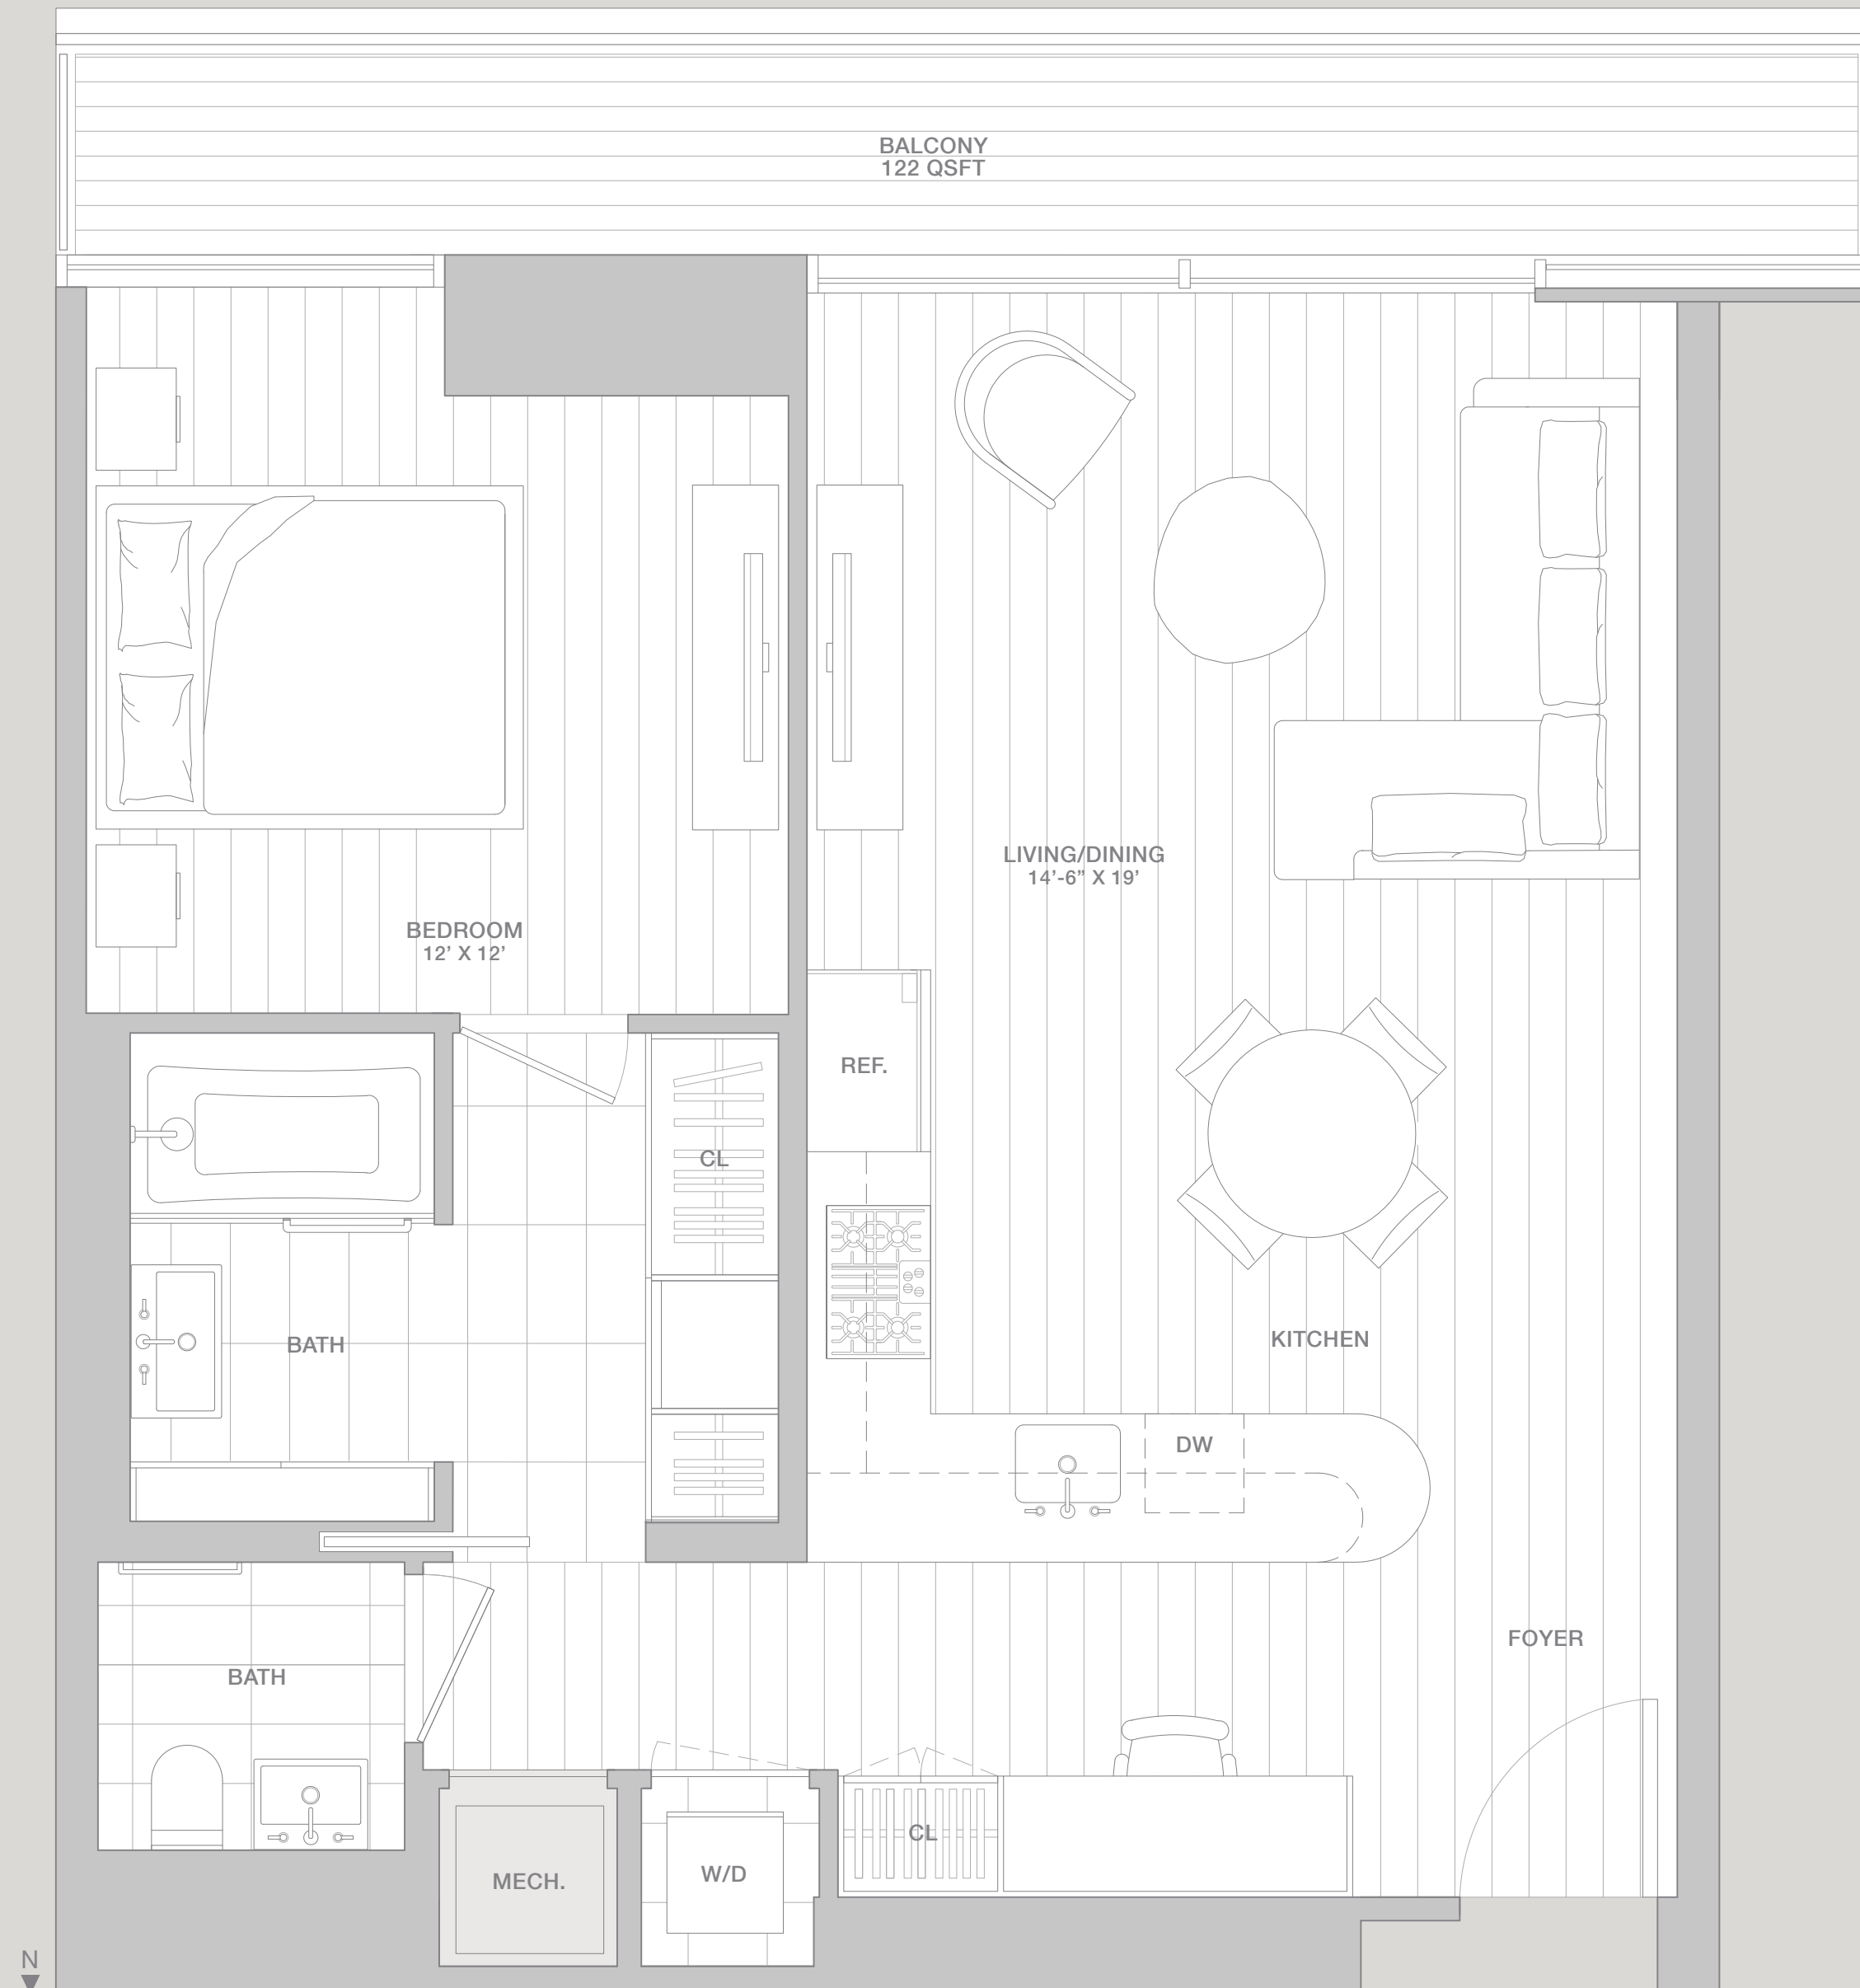 BALCONY
122 QSFT
LIVING/DINING
14’-6” X 19’
BEDROOM
12’ X 12’
REF.
CL
KITCHEN
BATH
DW
FOYER
BATH
CL
W/D
MECH.
N